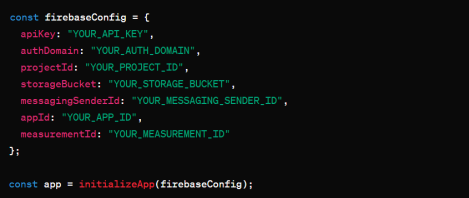 const firebaseConfig = {
  apiKey: "YOUR_API_KEY",
  authDomain: "YOUR_AUTH_DOMAIN",
  projectId: "YOUR_PROJECT_ID",
  storageBucket: "YOUR_STORAGE_BUCKET",
  messagingSenderId: "YOUR_MESSAGING_SENDER_ID",
  appId: "YOUR_APP_ID",
  measurementId: "YOUR_MEASUREMENT_ID"
};
const app = initializeApp(firebaseConfig);